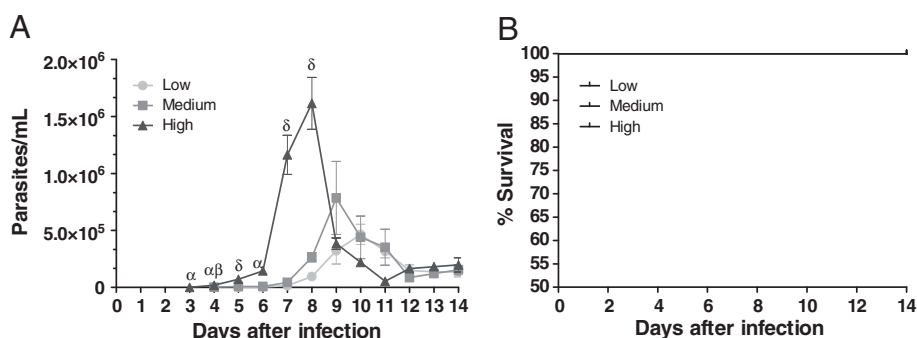 A
Parasites/mL
2.0×10⁶
1.5×10⁶
1.0×10⁶
5.0×10⁵
0
Low
Medium
High
α αβ δ α δ δ
0 1 2 3 4 5 6 7 8 9 10 11 12 13 14
Days after infection
B
% Survival
100
95
90
85
80
75
70
65
60
55
50
Low
Medium
High
0 2 4 6 8 10 12 14
Days after infection